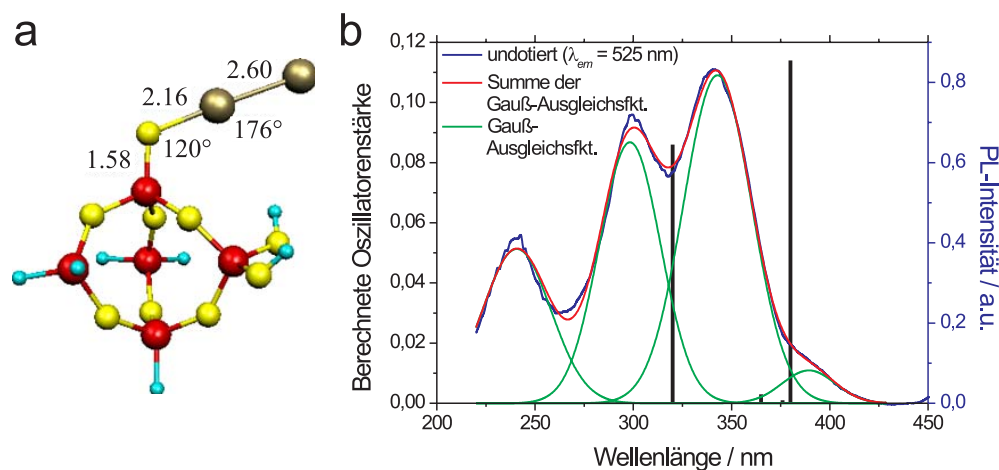 a
2.60
2.16
176°
120°
1.58
b
undotiert (λem = 525 nm)
Summe der
Gauß-Ausgleichsfkt.
Gauß-
Ausgleichsfkt.
Berechnete Oszillatorenstärke
0,12
0,10
0,08
0,06
0,04
0,02
0,00
PL-Intensität / a.u.
0,8
0,6
0,4
0,2
0,0
200 250 300 350 400 450
Wellenlänge / nm